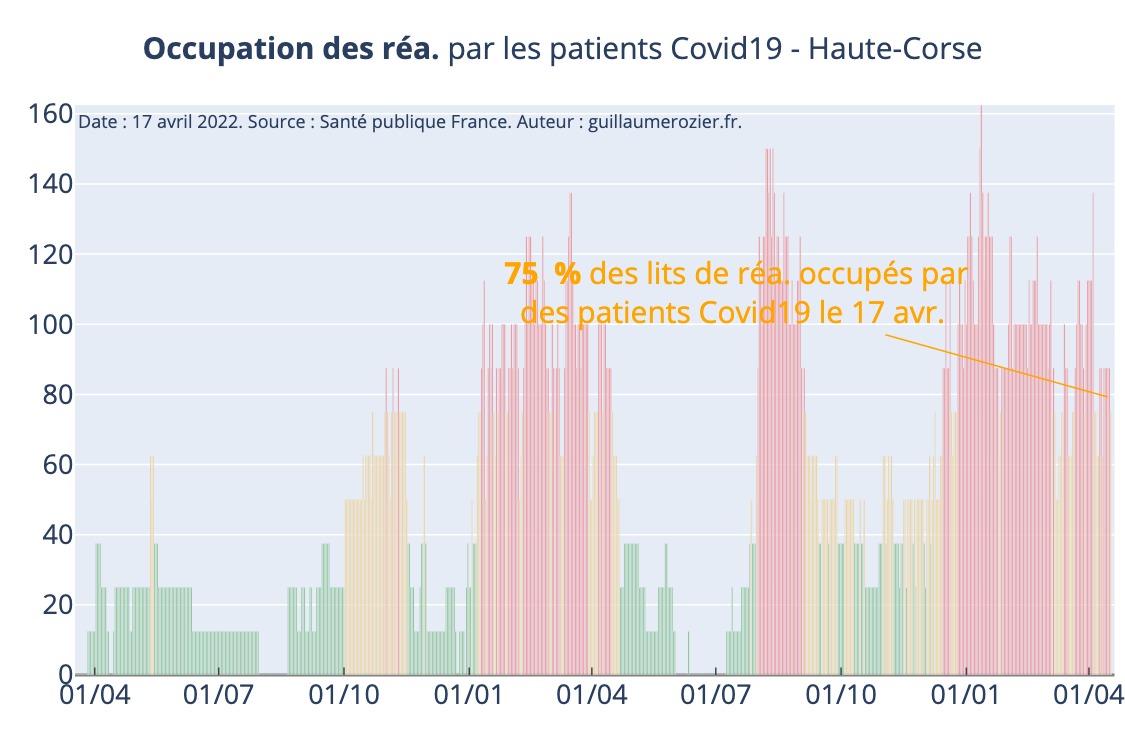 Occupation des réa. par les patients Covid19 - Haute-Corse
160
Date : 17 avril 2022. Source : Santé publique France. Auteur : guillaumerozier.fr.
140
120
75 % des lits de réa. occupés par
des patients Covid19 le 17 avr.
100
80
60
40
20
0
01/04 01/07 01/10 01/01 01/04 01/07 01/10 01/01 01/04